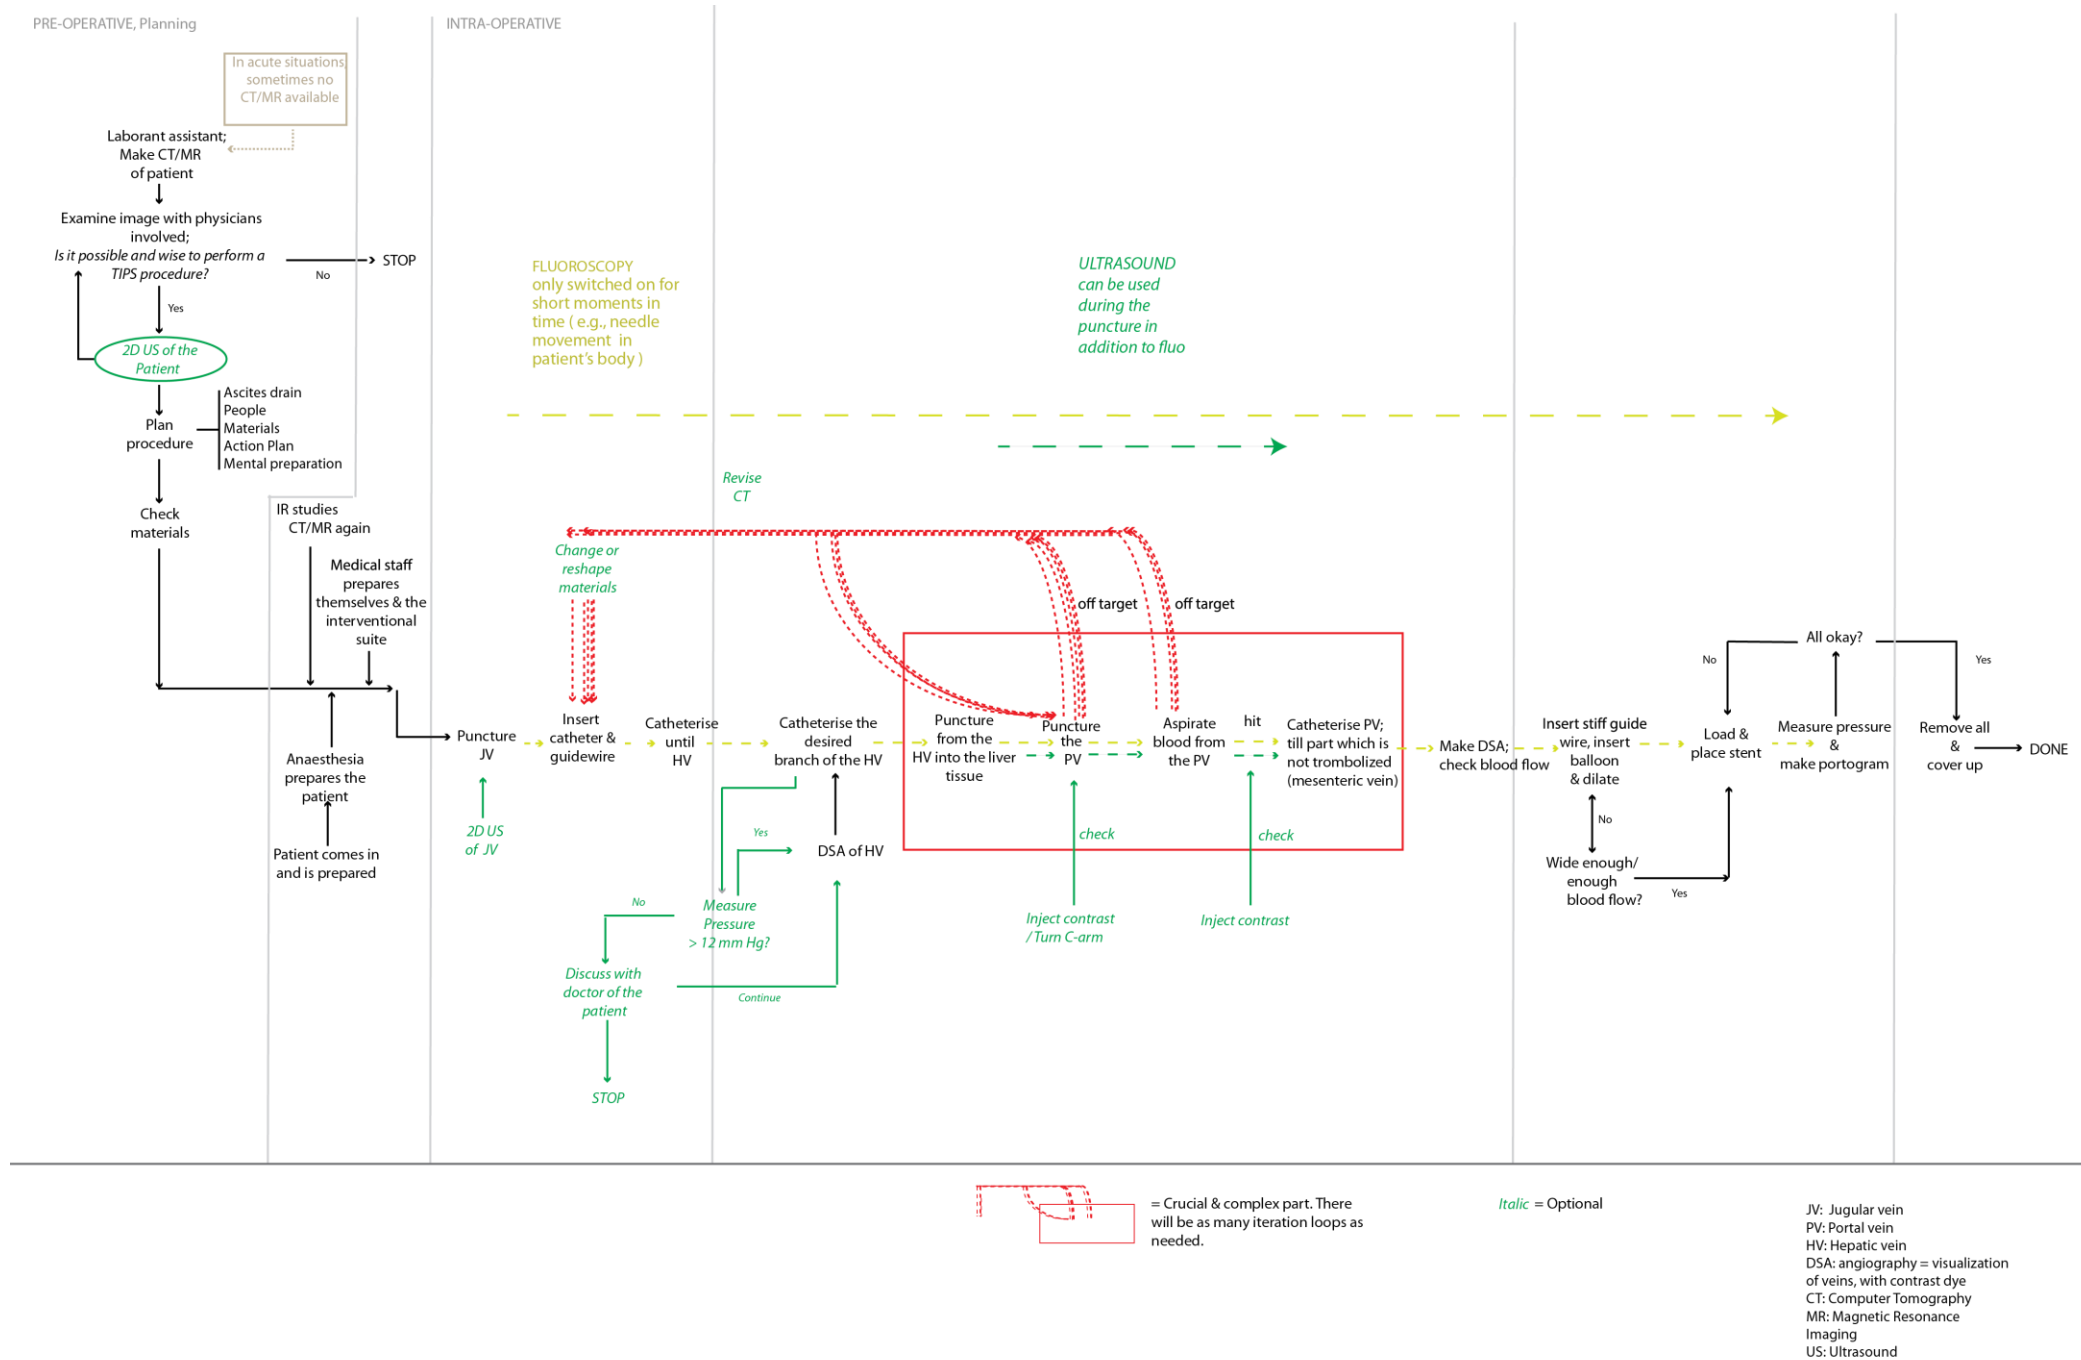 PRE-OPERATIVE, Planning
INTRA-OPERATIVE
In acute situations,
sometimes no
CT/MR available
Laborant assistant;
Make CT/MR
of patient
Examine image with physicians
involved;
Is it possible and wise to perform a
TIPS procedure?
No
STOP
Yes
2D US of the
Patient
Plan
procedure
Ascites drain
People
Materials
Action Plan
Mental preparation
Check
materials
IR studies
CT/MR again
Medical staff
prepares
themselves & the
interventional
suite
Anaesthesia
prepares the
patient
Patient comes in
and is prepared
FLUOROSCOPY
only switched on for
short moments in
time ( e.g., needle
movement in
patient's body )
ULTRASOUND
can be used
during the
puncture in
addition to fluo
Revise
CT
Change or
reshape
materials
off target
off target
Puncture
JV
2D US
of JV
Insert
catheter &
guidewire
Catheterise
until
HV
Catheterise the
desired
branch of the HV
DSA of HV
Yes
Measure
Pressure
> 12 mm Hg?
No
Discuss with
doctor of the
patient
Continue
STOP
Puncture
from the
HV into the liver
tissue
Puncture
the
PV
check
Inject contrast
/ Turn C-arm
Aspirate
blood from
the PV
hit
check
Inject contrast
Catheterise PV;
till part which is
not trombolized
(mesenteric vein)
Make DSA;
check blood flow
Insert stiff guide
wire, insert
balloon
& dilate
No
Wide enough/
enough
blood flow?
Yes
Load &
place stent
Measure pressure
&
make portogram
All okay?
No
Yes
Remove all
&
cover up
DONE
= Crucial & complex part. There
will be as many iteration loops as
needed.
Italic = Optional
JV: Jugular vein
PV: Portal vein
HV: Hepatic vein
DSA: angiography = visualization
of veins, with contrast dye
CT: Computer Tomography
MR: Magnetic Resonance
Imaging
US: Ultrasound